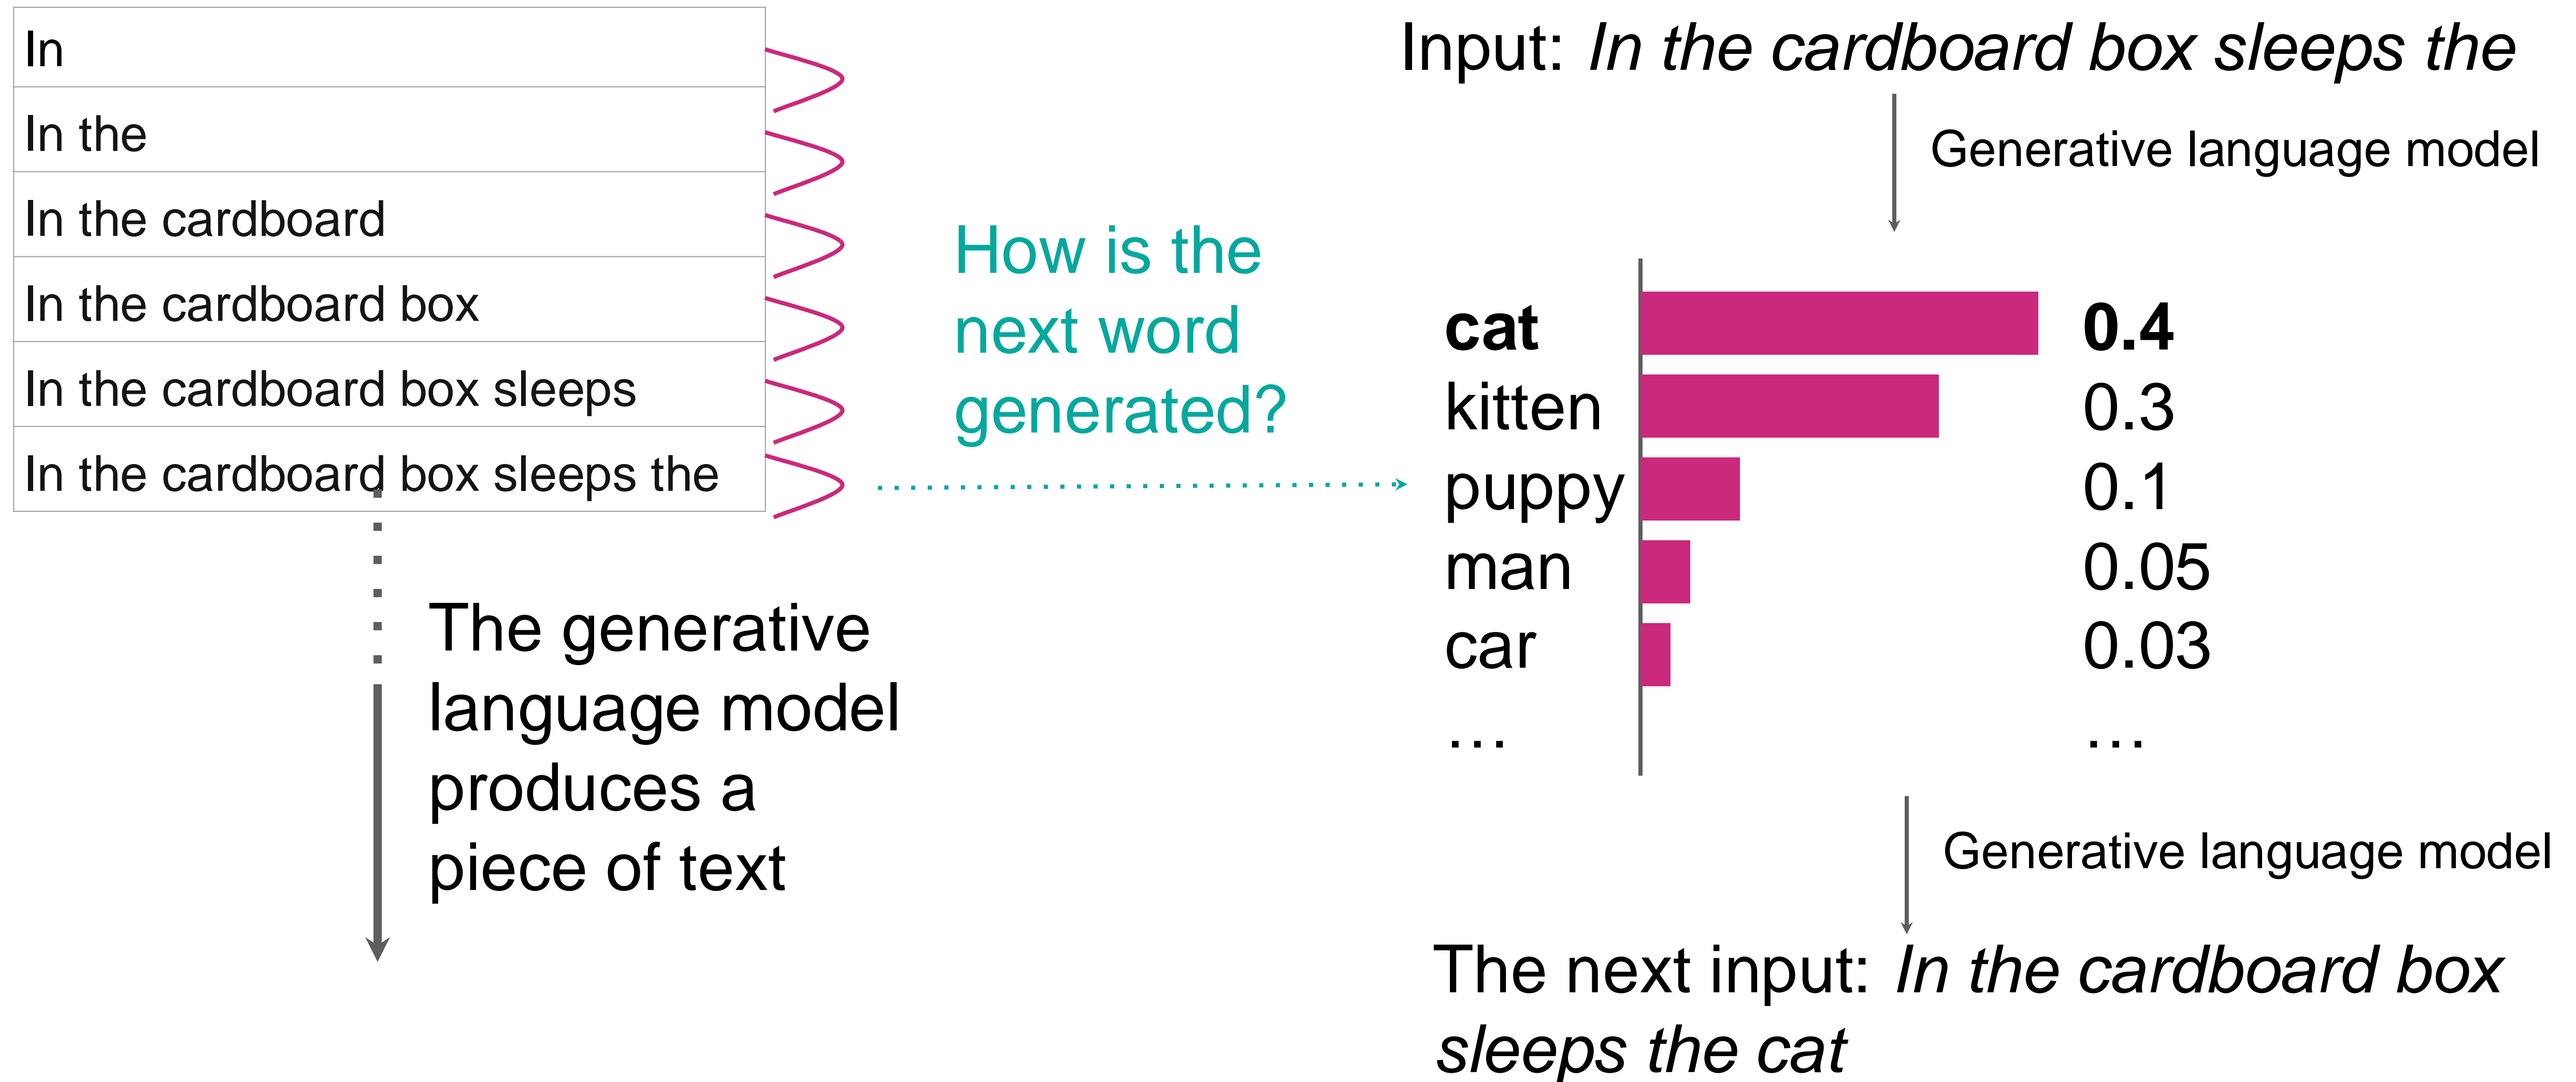 In
In the
In the cardboard
In the cardboard box
In the cardboard box sleeps
In the cardboard box sleeps the
The generative
language model
produces a
piece of text
How is the
next word
generated?
Input: In the cardboard box sleeps the
Generative language model
cat 0.4
kitten 0.3
puppy 0.1
man 0.05
car 0.03
… …
Generative language model
The next input: In the cardboard box
sleeps the cat